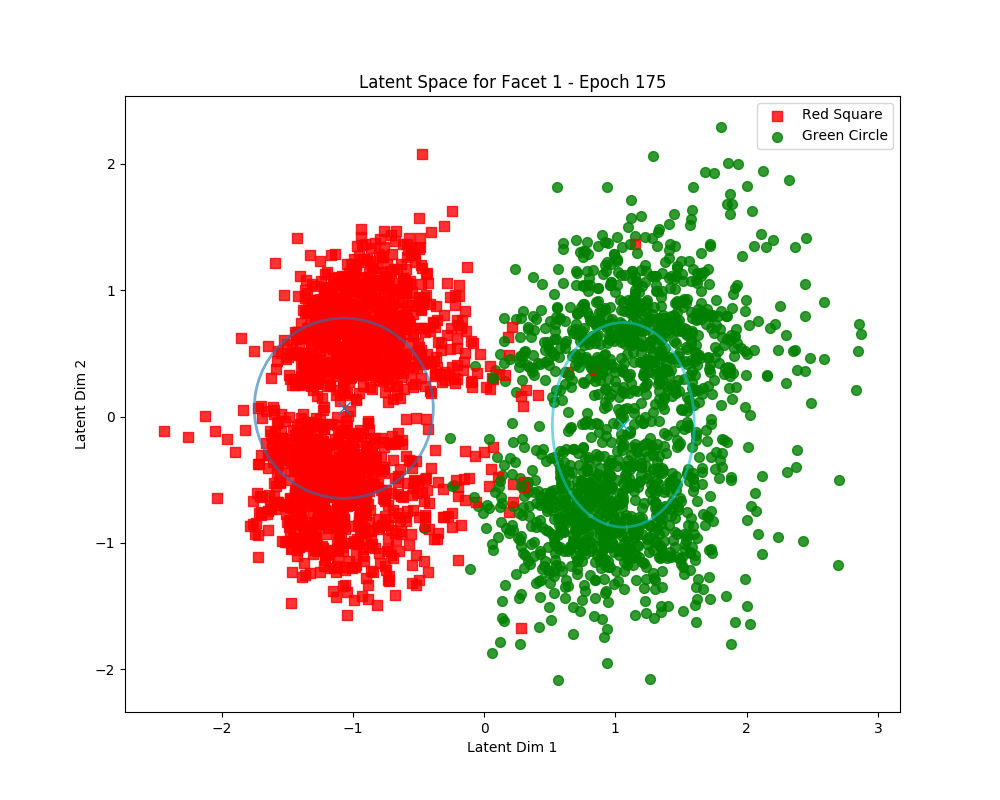 Latent Space for Facet 1 - Epoch 175
Red Square
Green Circle
2
1
0
−1
−2
Latent Dim 2
−2
−1
0
1
2
3
Latent Dim 1